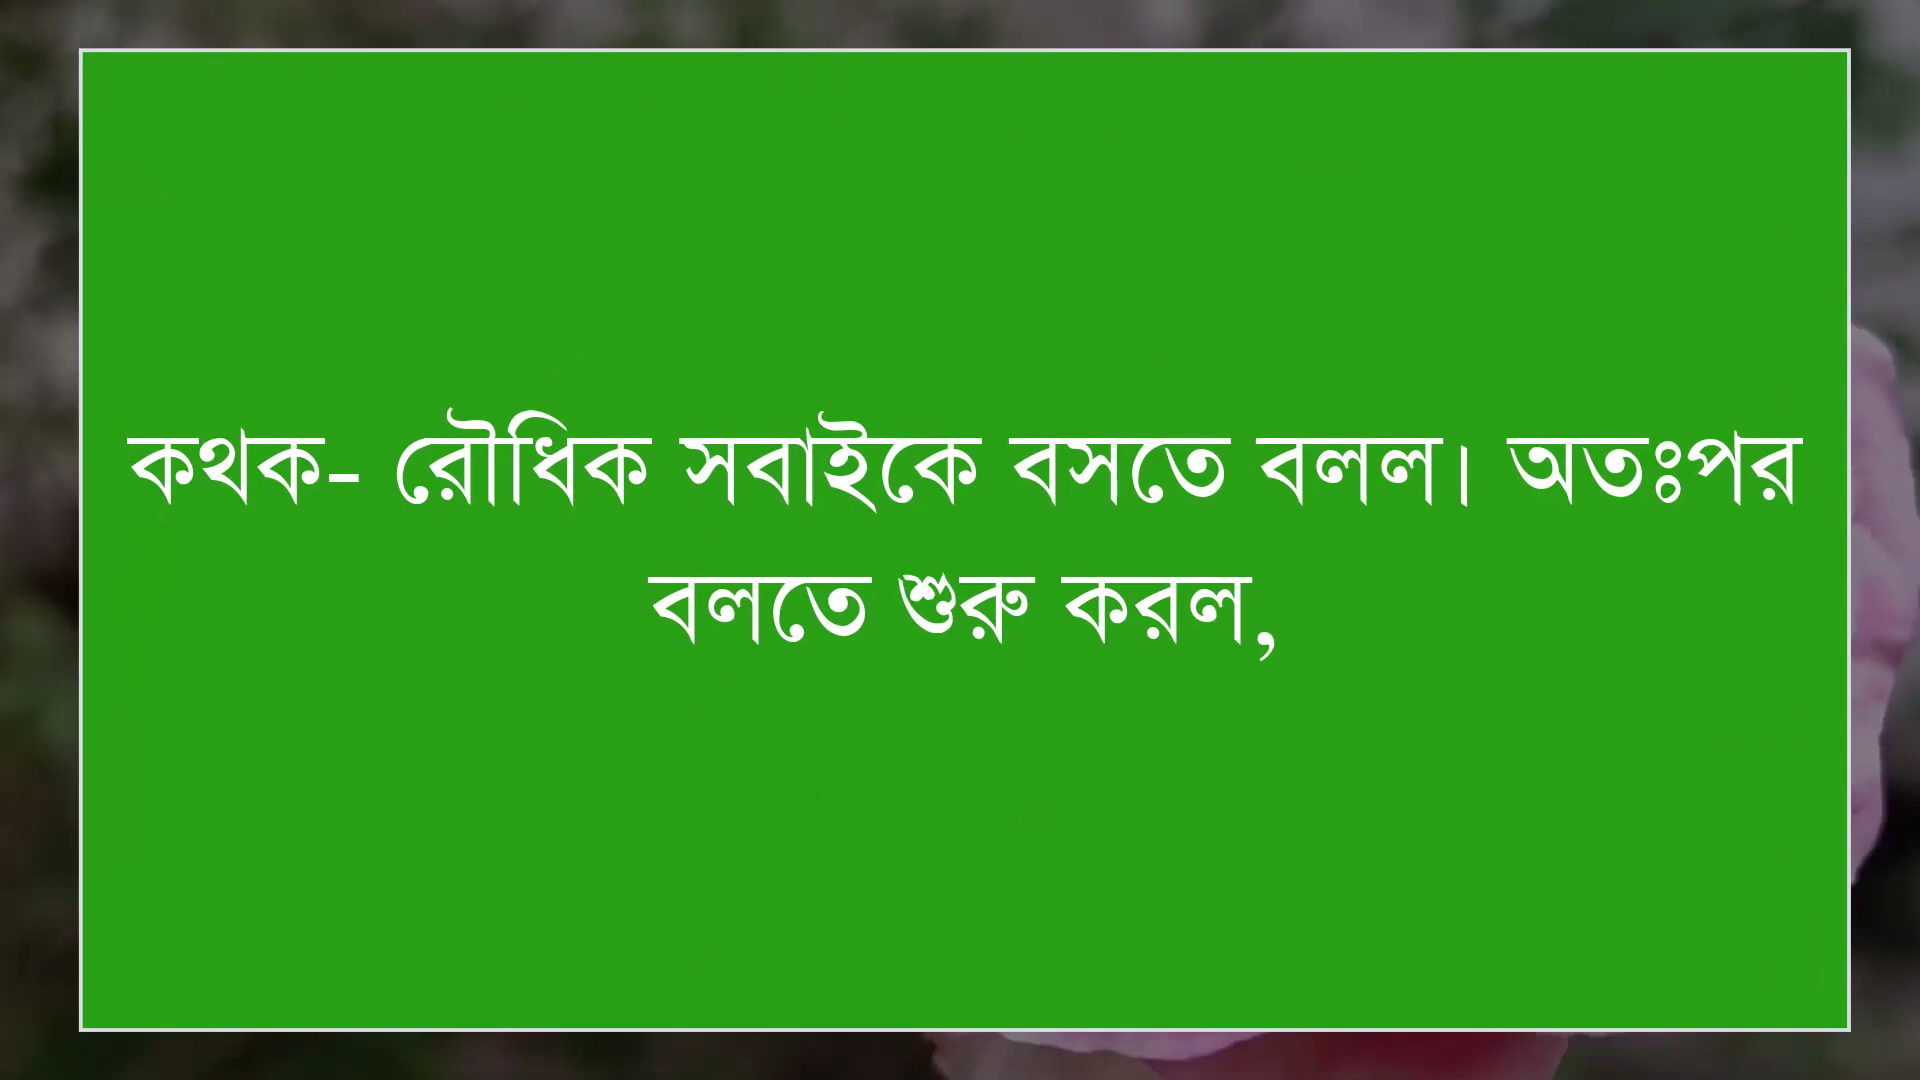 কথক- রৌধিক সবাইকে বসতে বলল। অতঃপর
বলতে শুরু করল,